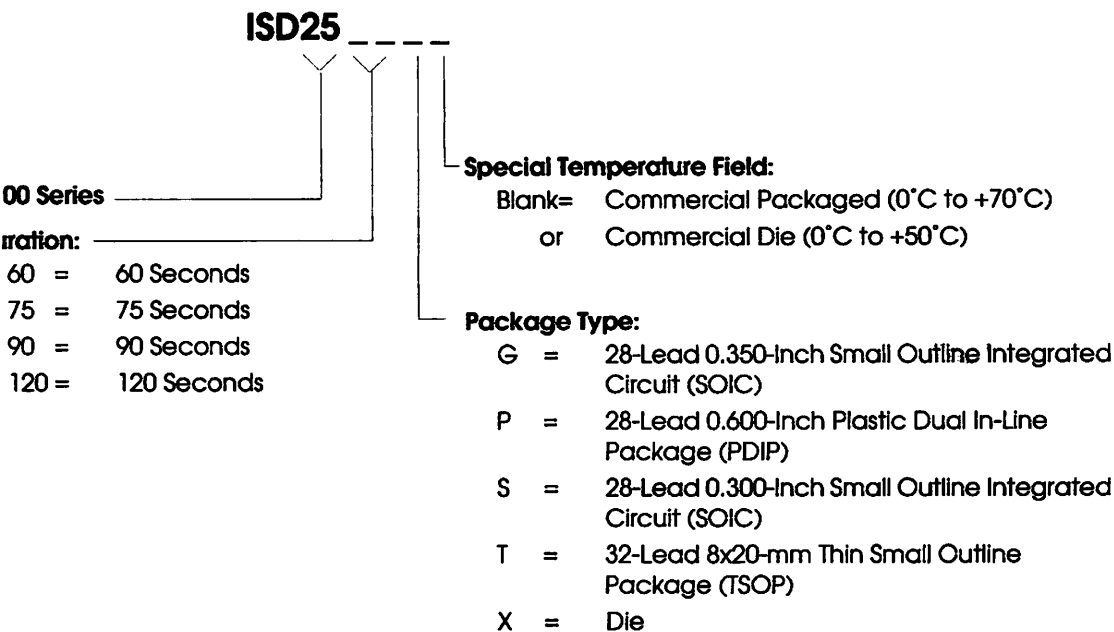 ISD25 _ _ _ _
Special Temperature Field:
Blank= Commercial Packaged (0°C to +70°C)
or Commercial Die (0°C to +50°C)
00 Series
uration:
60 = 60 Seconds
75 = 75 Seconds
90 = 90 Seconds
120 = 120 Seconds
Package Type:
G = 28-Lead 0.350-Inch Small Outline Integrated
Circuit (SOIC)
P = 28-Lead 0.600-Inch Plastic Dual In-Line
Package (PDIP)
S = 28-Lead 0.300-Inch Small Outline Integrated
Circuit (SOIC)
T = 32-Lead 8x20-mm Thin Small Outline
Package (TSOP)
X = Die